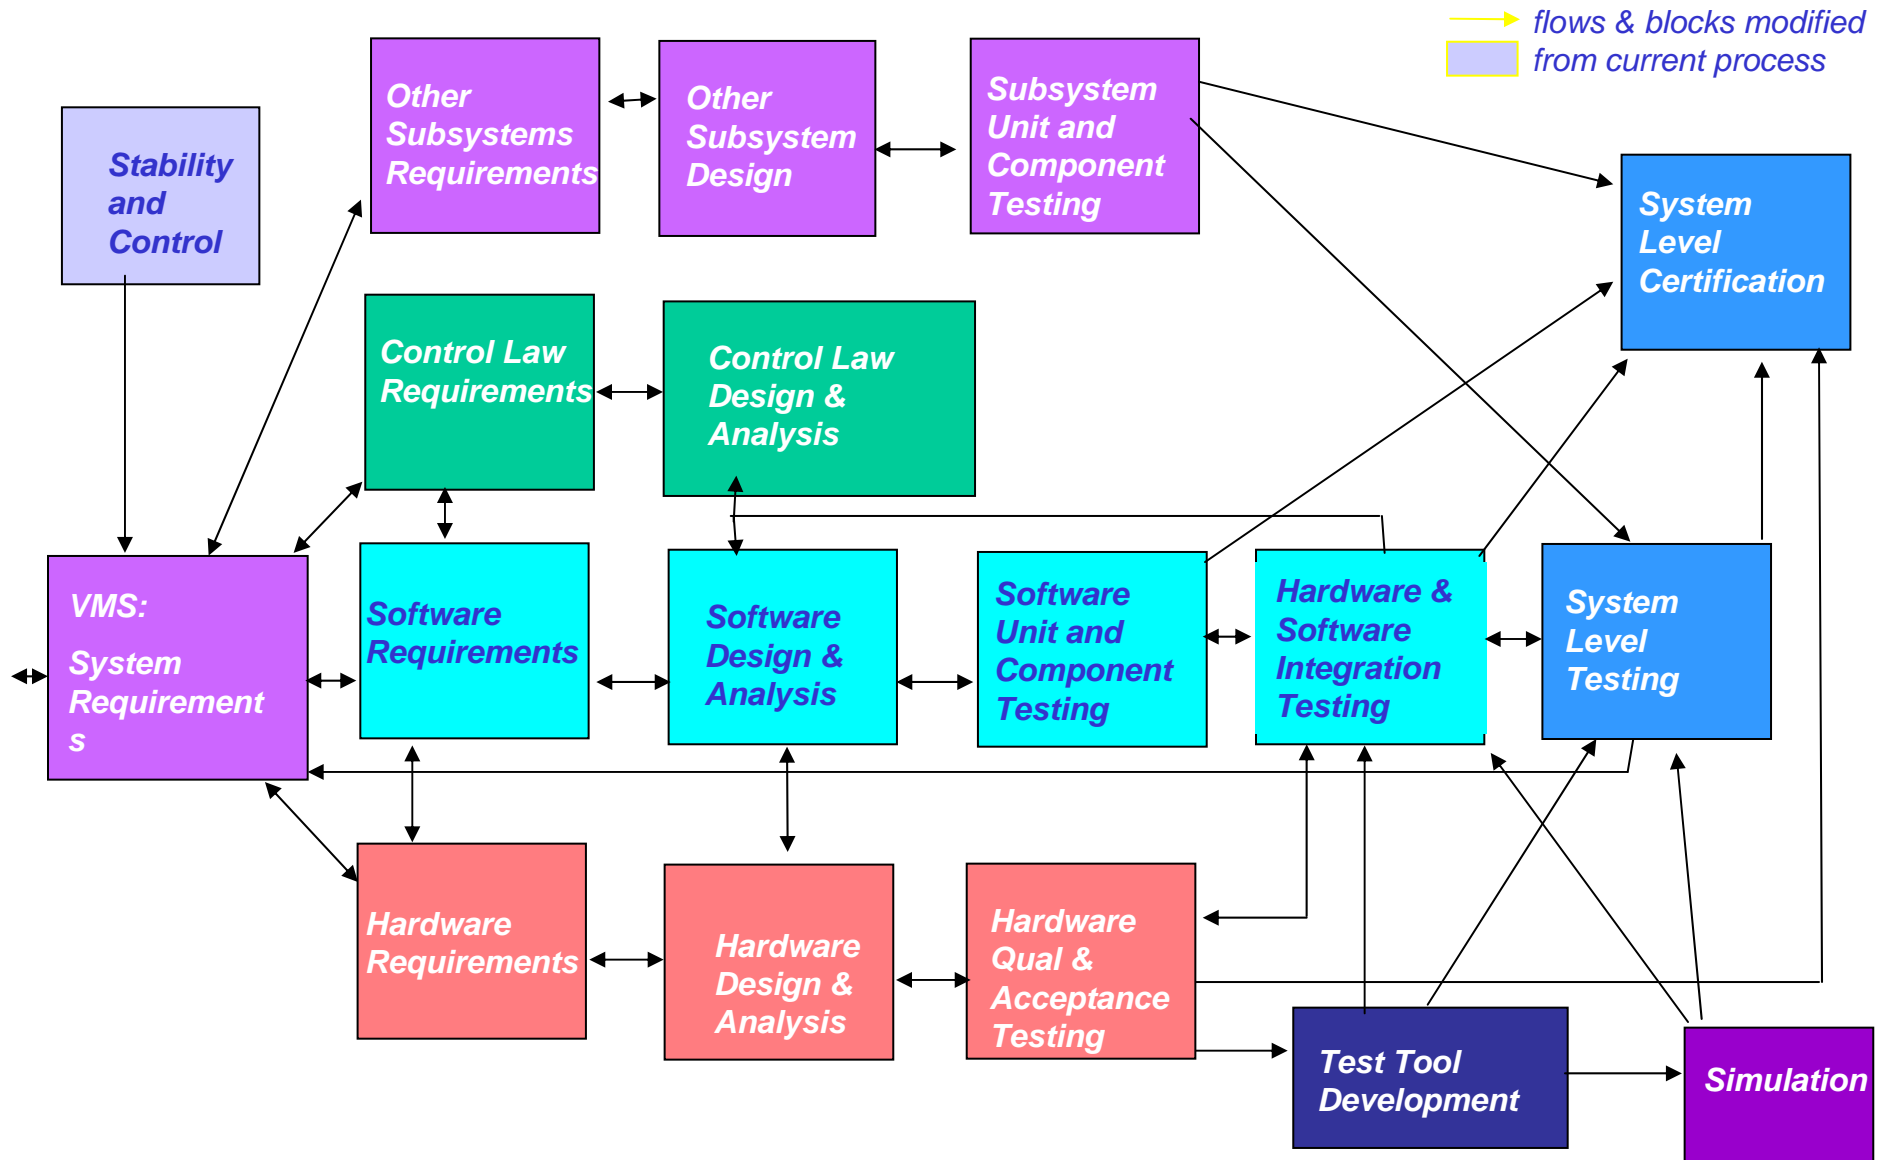 flows & blocks modified
from current process
Other
Subsystems
Requirements
Other
Subsystem
Design
Subsystem
Unit and
Component
Testing
Stability
and
Control
System
Level
Certification
Control Law
Requirements
Control Law
Design &
Analysis
VMS:
System
Requirement
s
Software
Requirements
Software
Design &
Analysis
Software
Unit and
Component
Testing
Hardware &
Software
Integration
Testing
System
Level
Testing
Hardware
Requirements
Hardware
Design &
Analysis
Hardware
Qual &
Acceptance
Testing
Test Tool
Development
Simulation